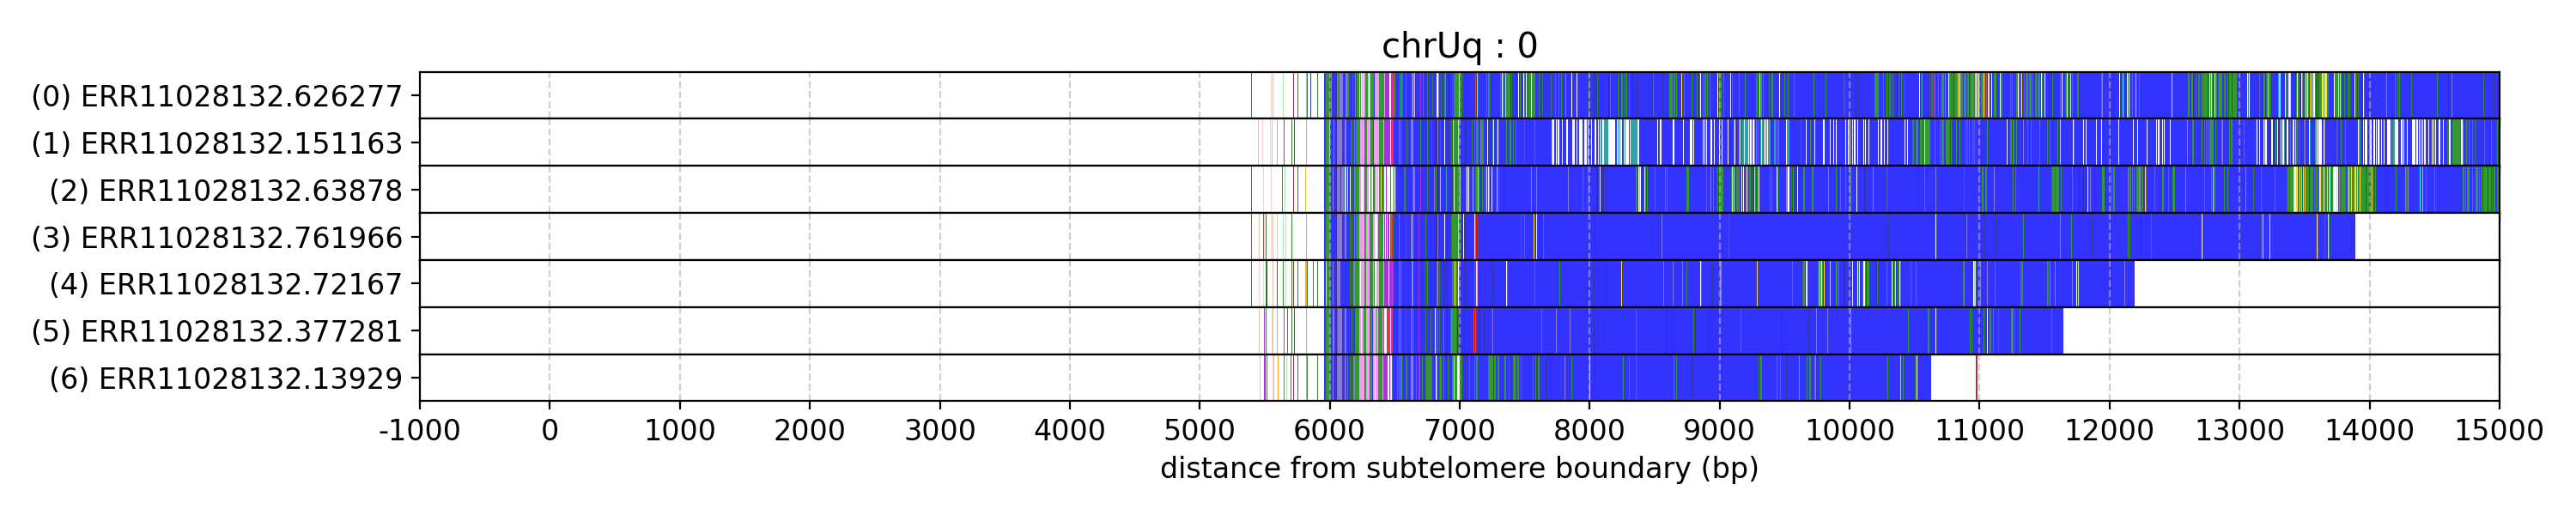 chrUq : 0
(0) ERR11028132.626277
(1) ERR11028132.151163
(2) ERR11028132.63878
(3) ERR11028132.761966
(4) ERR11028132.72167
(5) ERR11028132.377281
(6) ERR11028132.13929
-1000 0 1000 2000 3000 4000 5000 6000 7000 8000 9000 10000 11000 12000 13000 14000 15000
distance from subtelomere boundary (bp)